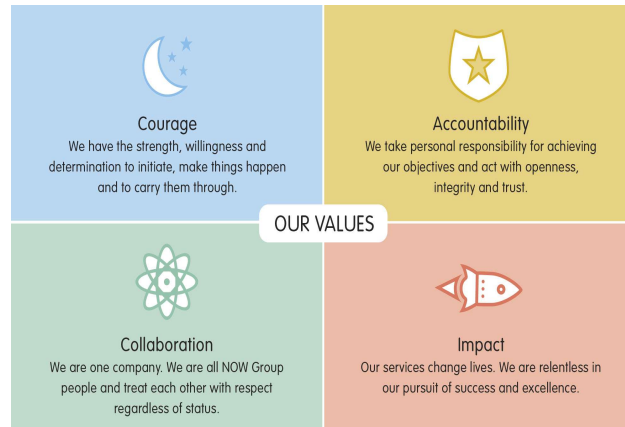 Courage
We have the strength, willingness and
determination to initiate, make things happen
and to carry them through.
Accountability
We take personal responsibility for achieving
our objectives and act with openness,
integrity and trust.
OUR VALUES
Collaboration
We are one company. We are all NOW Group
people and treat each other with respect
regardless of status.
Impact
Our services change lives. We are relentless in
our pursuit of success and excellence.